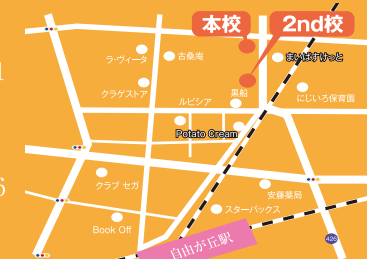 本校
2nd校
ラ・ヴィータ
古桑庵
まいばすけっと
クラゲストア
黒船
にじいろ保育園
ルピシア
Potato Cream
クラブ セガ
安藤薬局
スターバックス
Book Off
自由が丘駅
426
6